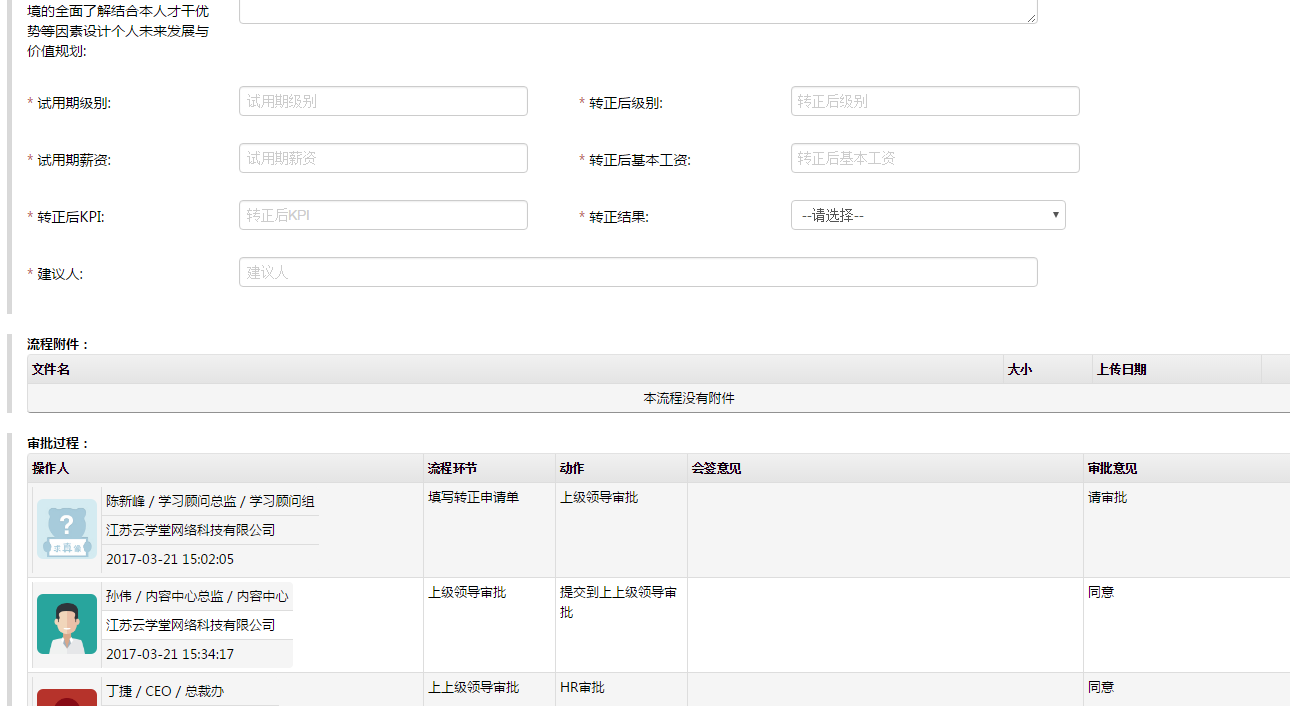 境的全面了解结合本人才干优
势等因素设计个人未来发展与
价值规划:
* 试用期级别: 试用期级别 * 转正后级别: 转正后级别
* 试用期薪资: 试用期薪资 * 转正后基本工资: 转正后基本工资
* 转正后KPI: 转正后KPI * 转正结果: --请选择--
* 建议人: 建议人
流程附件：
文件名 大小 上传日期
本流程没有附件
审批过程：
操作人 流程环节 动作 会签意见 审批意见
陈新峰 / 学习顾问总监 / 学习顾问组 填写转正申请单 上级领导审批 请审批
?
求真像
江苏云学堂网络科技有限公司
2017-03-21 15:02:05
孙伟 / 内容中心总监 / 内容中心 上级领导审批 提交到上上级领导审 同意
批
江苏云学堂网络科技有限公司
2017-03-21 15:34:17
丁捷 / CEO / 总裁办 上上级领导审批 HR审批 同意